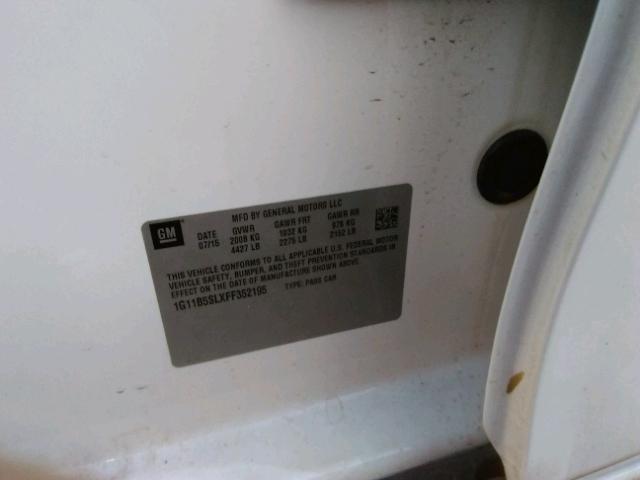 GM
MFD BY GENERAL MOTORS LLC
DATE GVWR GAWR FRT GAWR RR
07/15 2008 KG 1032 KG 976 KG
4427 LB 2275 LB 2152 LB
THIS VEHICLE CONFORMS TO ALL APPLICABLE U.S. FEDERAL MOTOR
VEHICLE SAFETY, BUMPER, AND THEFT PREVENTION STANDARDS IN
EFFECT ON THE DATE OF MANUFACTURE SHOWN ABOVE.
1G11B5SLXFF352195 TYPE: PASS CAR